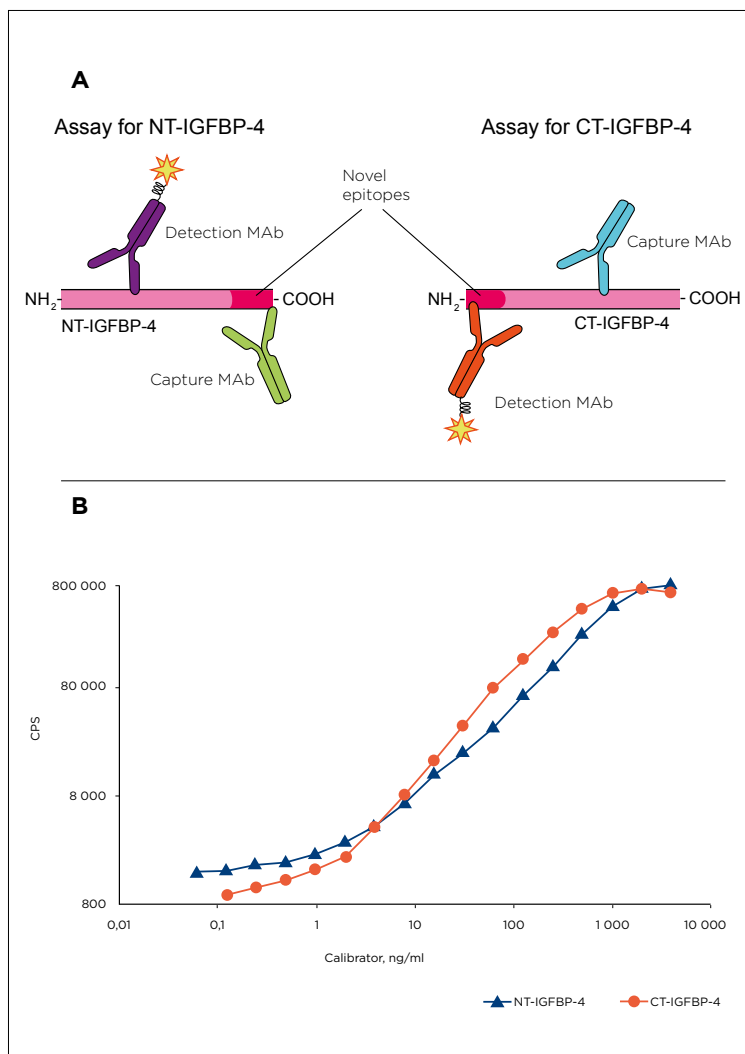 A
Assay for NT-IGFBP-4
Assay for CT-IGFBP-4
Novel
epitopes
Detection MAb
Capture MAb
NH2-
-COOH
NH2-
-COOH
NT-IGFBP-4
CT-IGFBP-4
Capture MAb
Detection MAb
B
800 000
80 000
8 000
800
CPS
0,01
0,1
1
10
100
1 000
10 000
Calibrator, ng/ml
NT-IGFBP-4
CT-IGFBP-4